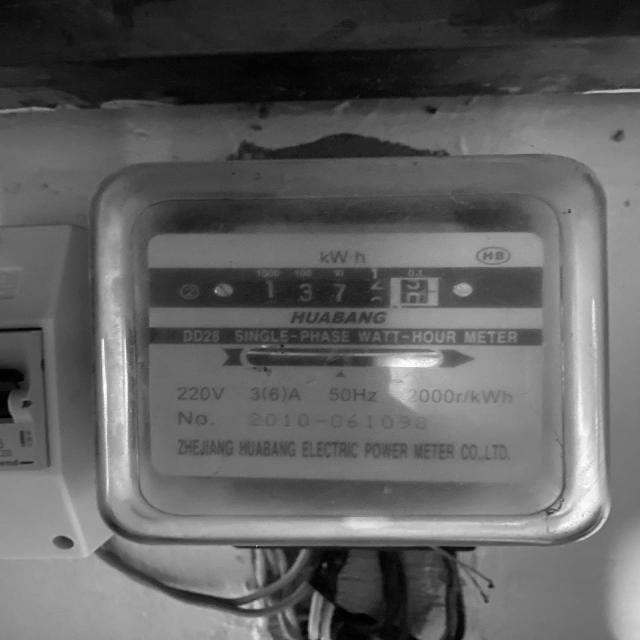 kWh HB
1000 100 10 1 0.1
1 3 7
HUABANG
DD28 SINGLE-PHASE WATT-HOUR METER
220V 3(6)A 50Hz 2000r/kWh
No. 2010-061098
ZHEJIANG HUABANG ELECTRIC POWER METER CO.,LTD.